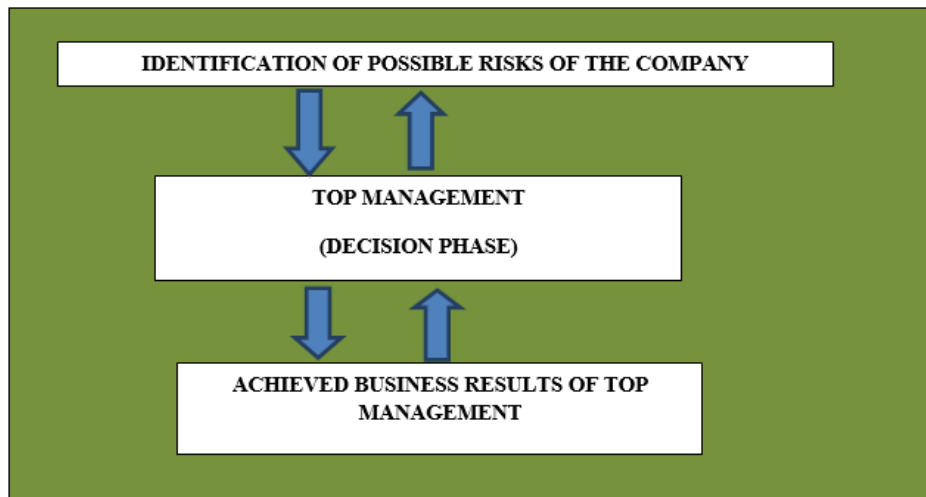 IDENTIFICATION OF POSSIBLE RISKS OF THE COMPANY
TOP MANAGEMENT
(DECISION PHASE)
ACHIEVED BUSINESS RESULTS OF TOP
MANAGEMENT